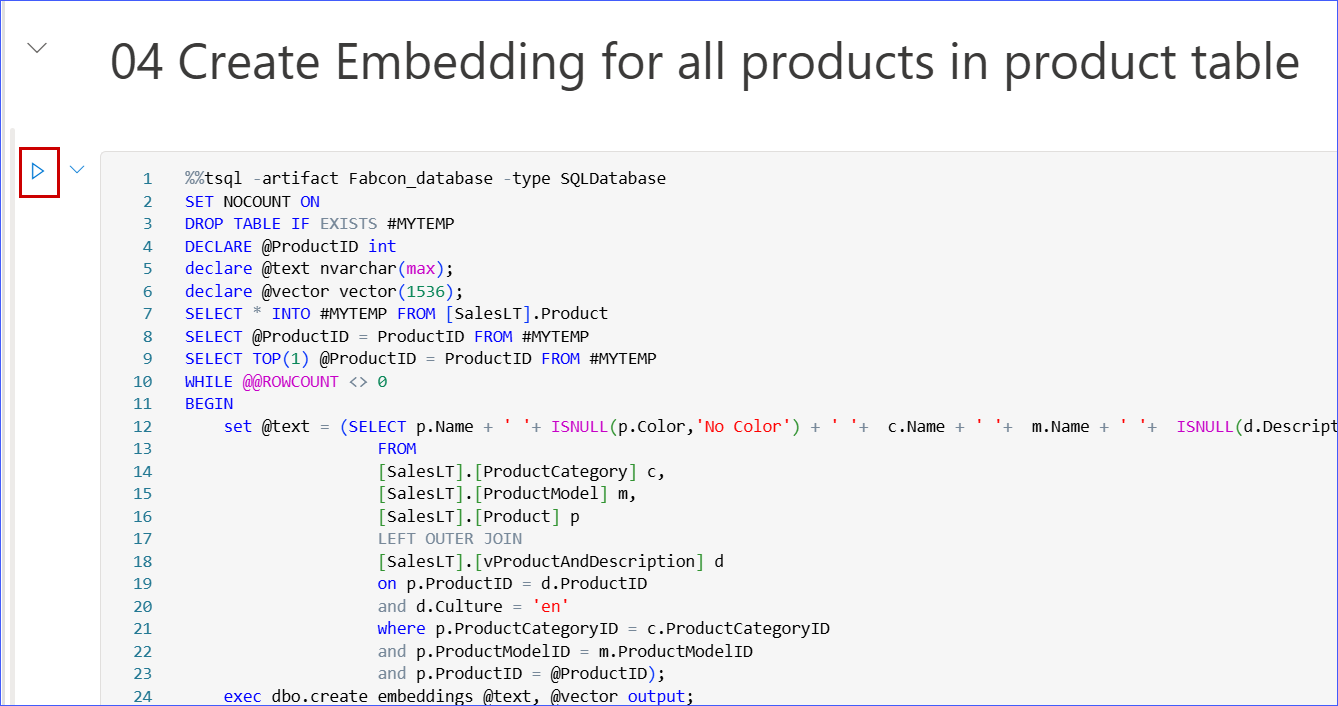 04 Create Embedding for all products in product table
1 %%tsql -artifact Fabcon_database -type SQLDatabase
2 SET NOCOUNT ON
3 DROP TABLE IF EXISTS #MYTEMP
4 DECLARE @ProductID int
5 declare @text nvarchar(max);
6 declare @vector vector(1536);
7 SELECT * INTO #MYTEMP FROM [SalesLT].Product
8 SELECT @ProductID = ProductID FROM #MYTEMP
9 SELECT TOP(1) @ProductID = ProductID FROM #MYTEMP
10 WHILE @@ROWCOUNT <> 0
11 BEGIN
12 set @text = (SELECT p.Name + ' '+ ISNULL(p.Color,'No Color') + ' '+  c.Name + ' '+  m.Name + ' '+  ISNULL(d.Descript
13 FROM
14 [SalesLT].[ProductCategory] c,
15 [SalesLT].[ProductModel] m,
16 [SalesLT].[Product] p
17 LEFT OUTER JOIN
18 [SalesLT].[vProductAndDescription] d
19 on p.ProductID = d.ProductID
20 and d.Culture = 'en'
21 where p.ProductCategoryID = c.ProductCategoryID
22 and p.ProductModelID = m.ProductModelID
23 and p.ProductID = @ProductID);
24 exec dbo.create_embeddings @text, @vector output;